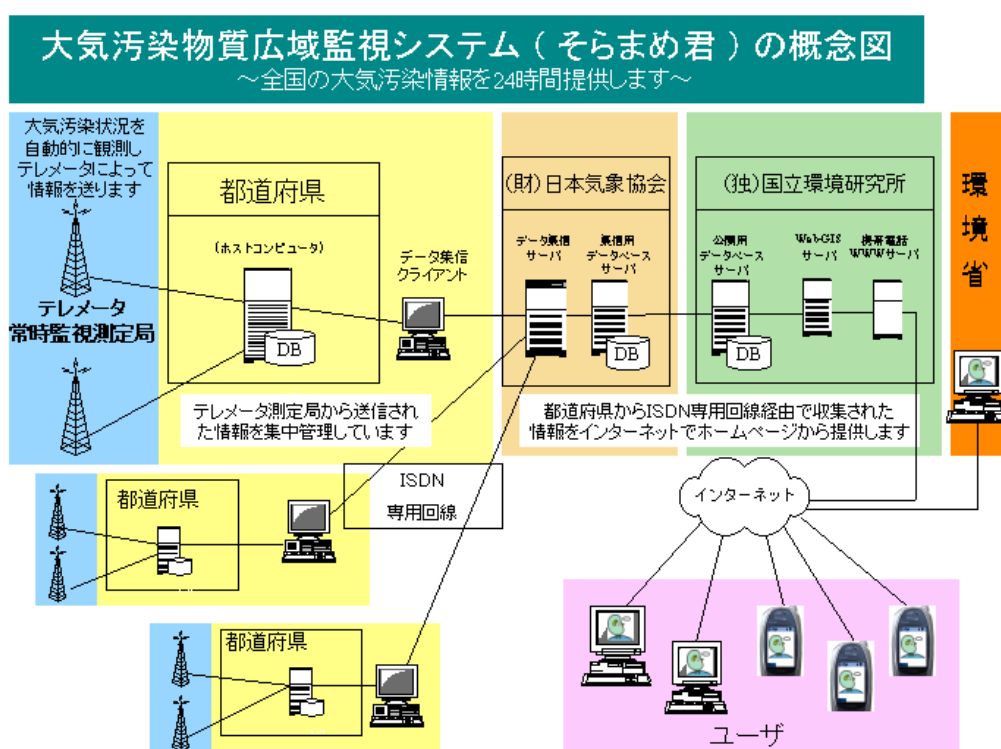 大気汚染物質広域監視システム（そらまめ君）の概念図
～全国の大気汚染情報を24時間提供します～
大気汚染状況を
自動的に観測し
テレメータによって
情報を送ります
テレメータ
常時監視測定局
都道府県
(ホストコンピュータ)
DB
データ集信
クライアント
テレメータ測定局から送信され
た情報を集中管理しています
(財)日本気象協会
データ集信
サーバ
集信用
データベース
サーバ
DB
(独)国立環境研究所
公開用
データベース
サーバ
DB
Web-GIS
サーバ
携帯電話
WWWサーバ
都道府県からISDN専用回線経由で収集された
情報をインターネットでホームページから提供します
環
境
省
都道府県
ISDN
専用回線
インターネット
都道府県
ユーザ